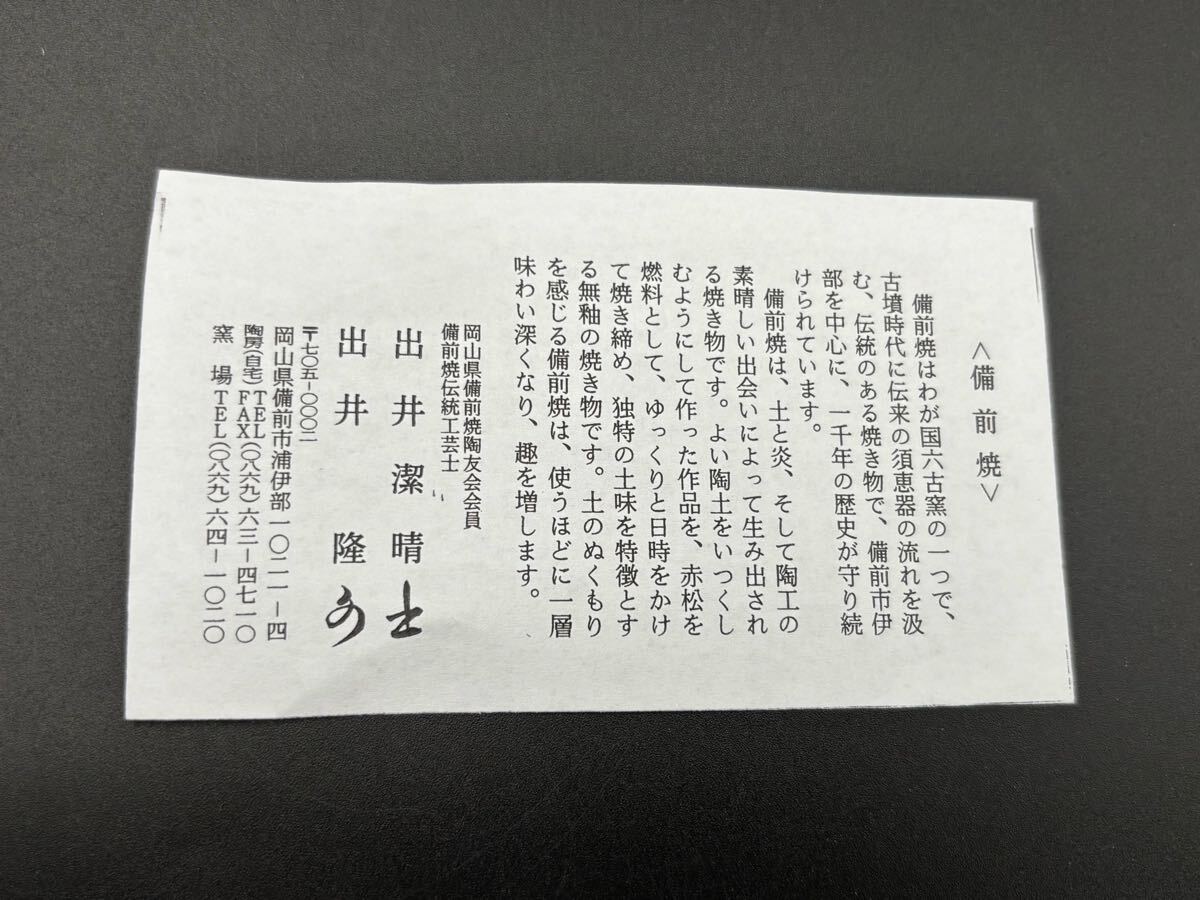 ＜備前焼＞
備前焼はわが国六古窯の一つで、
古墳時代に伝来の須恵器の流れを汲
む、伝統のある焼き物で、備前市伊
部を中心に、一千年の歴史が守り続
けられています。
備前焼は、土と炎、そして陶工の
素晴しい出会いによって生み出され
る焼き物です。よい陶土をいつくし
むようにして作った作品を、赤松を
燃料として、ゆっくりと日時をかけ
て焼き締め、独特の土味を特徴とす
る無釉の焼き物です。土のぬくもり
を感じる備前焼は、使うほどに一層
味わい深くなり、趣を増します。
岡山県備前焼陶友会会員
備前焼伝統工芸士
出井潔晴
出井隆
〒七〇五-〇〇〇二
岡山県備前市浦伊部一〇二一-四
陶房(自宅)TEL FAX(〇八六九)六三-四七一〇
窯場TEL(〇八六九)六四-一〇二〇